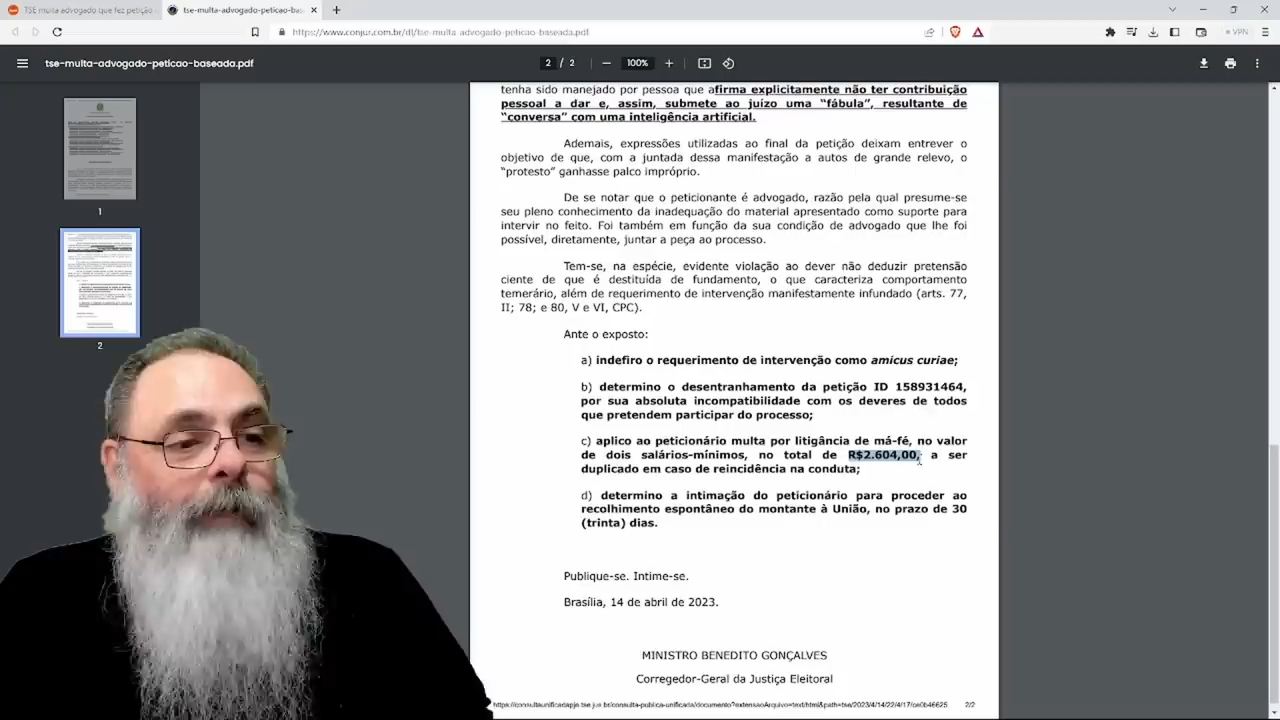 TSE multa advogado que fez petição
tse-multa-advogado-peticao-bas
https://www.conjur.com.br/dl/tse-multa-advogado-peticao-baseada.pdf
VPN
tse-multa-advogado-peticao-baseada.pdf
2 / 2
100%
1
2
tenha sido manejado por pessoa que afirma explicitamente não ter contribuição
pessoal a dar e, assim, submete ao juízo uma “fábula”, resultante de
“conversa” com uma inteligência artificial.
Ademais, expressões utilizadas ao final da petição deixam entrever o
objetivo de que, com a juntada dessa manifestação a autos de grande relevo, o
“protesto” ganhasse palco impróprio.
De se notar que o peticionante é advogado, razão pela qual presume-se
seu pleno conhecimento da inadequação do material apresentado como suporte para
intervir no feito. Foi também em função da sua condição de advogado que lhe foi
possível, diretamente, juntar a peça ao processo.
Tem-se, na espécie, evidente violação ao dever não deduzir pretensão
ciente de que é destituída de fundamento, o que caracteriza comportamento
temerário, além de requerimento de intervenção manifestamente infundado (arts. 77,
II; 78; e 80, V e VI, CPC).
Ante o exposto:
a) indefiro o requerimento de intervenção como amicus curiae;
b) determino o desentranhamento da petição ID 158931464,
por sua absoluta incompatibilidade com os deveres de todos
que pretendem participar do processo;
c) aplico ao peticionário multa por litigância de má-fé, no valor
de dois salários-mínimos, no total de R$2.604,00, a ser
duplicado em caso de reincidência na conduta;
d) determino a intimação do peticionário para proceder ao
recolhimento espontâneo do montante à União, no prazo de 30
(trinta) dias.
Publique-se. Intime-se.
Brasília, 14 de abril de 2023.
MINISTRO BENEDITO GONÇALVES
Corregedor-Geral da Justiça Eleitoral
2/2